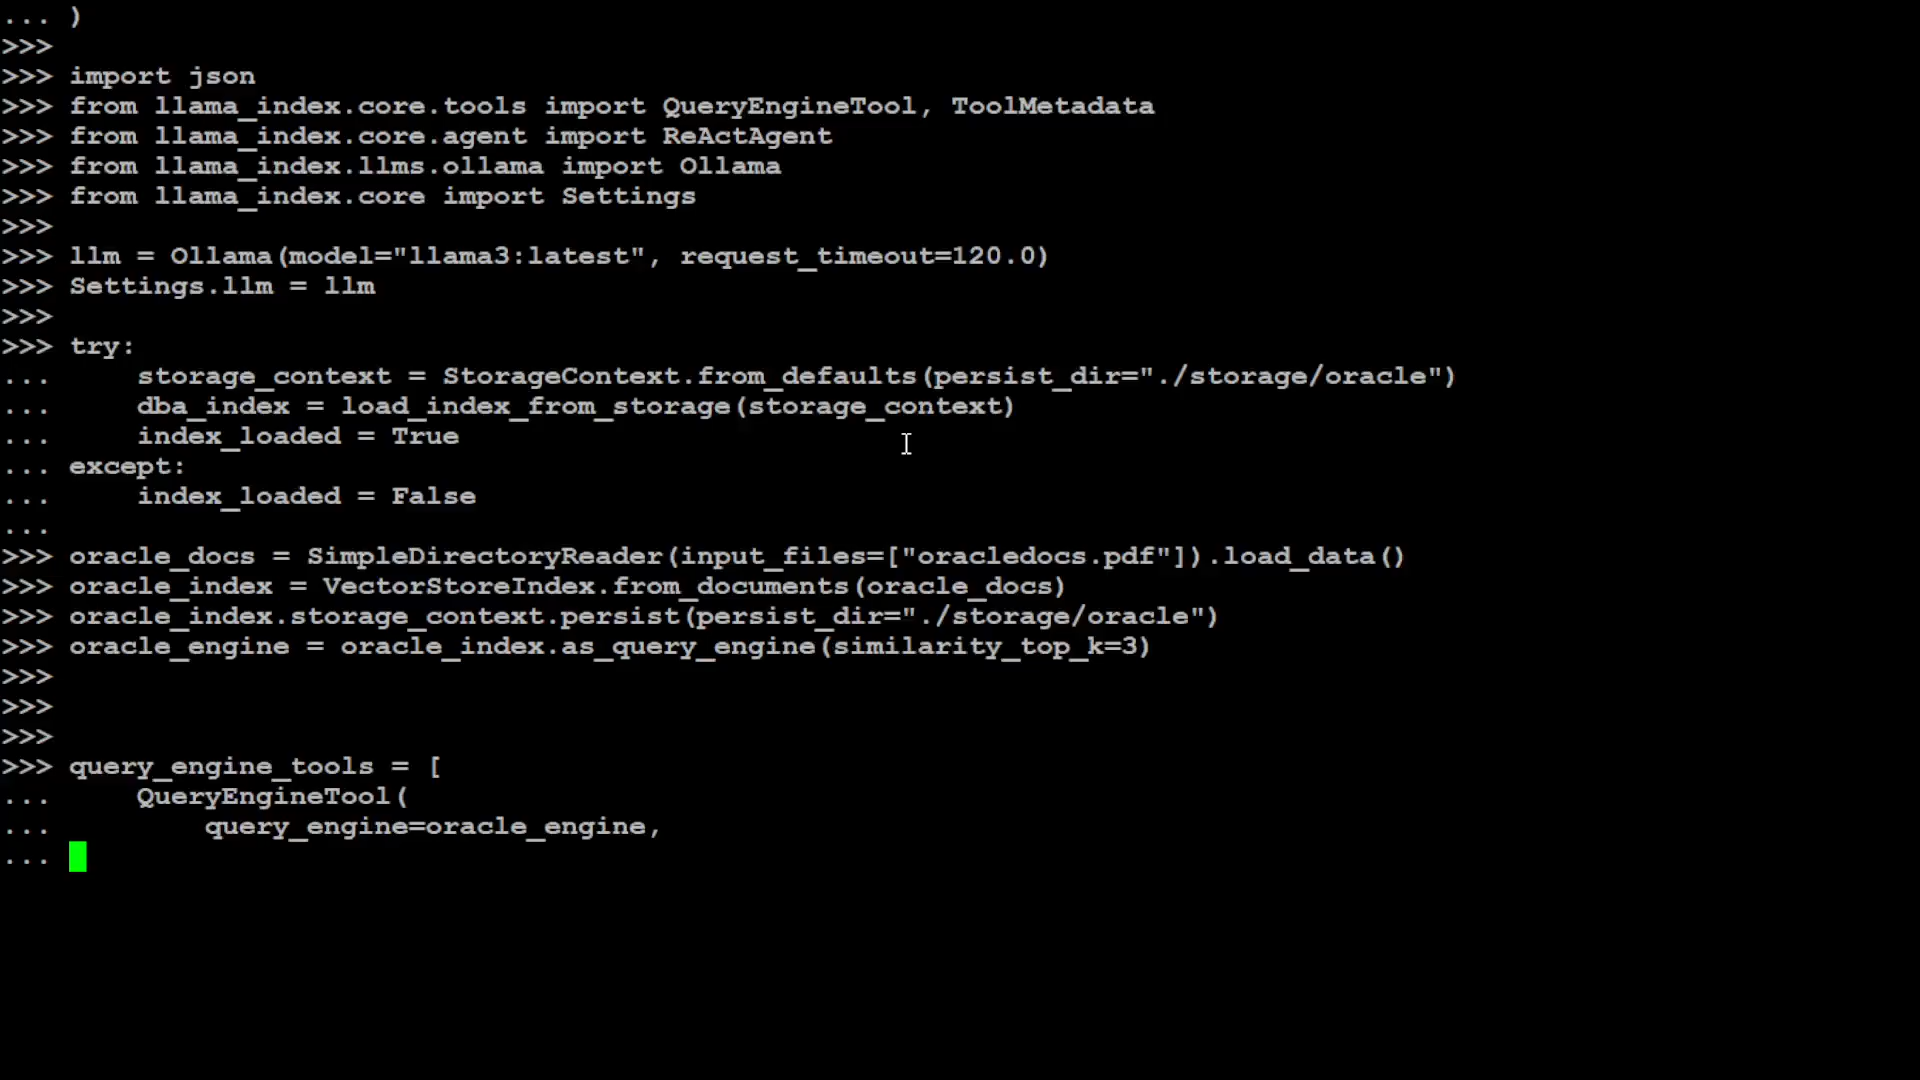 ... )
>>>
>>> import json
>>> from llama_index.core.tools import QueryEngineTool, ToolMetadata
>>> from llama_index.core.agent import ReActAgent
>>> from llama_index.llms.ollama import Ollama
>>> from llama_index.core import Settings
>>>
>>> llm = Ollama(model="llama3:latest", request_timeout=120.0)
>>> Settings.llm = llm
>>>
>>> try:
...     storage_context = StorageContext.from_defaults(persist_dir="./storage/oracle")
...     dba_index = load_index_from_storage(storage_context)
...     index_loaded = True
... except:
...     index_loaded = False
...
>>> oracle_docs = SimpleDirectoryReader(input_files=["oracledocs.pdf"]).load_data()
>>> oracle_index = VectorStoreIndex.from_documents(oracle_docs)
>>> oracle_index.storage_context.persist(persist_dir="./storage/oracle")
>>> oracle_engine = oracle_index.as_query_engine(similarity_top_k=3)
>>>
>>>
>>>
>>> query_engine_tools = [
...     QueryEngineTool(
...         query_engine=oracle_engine,
...